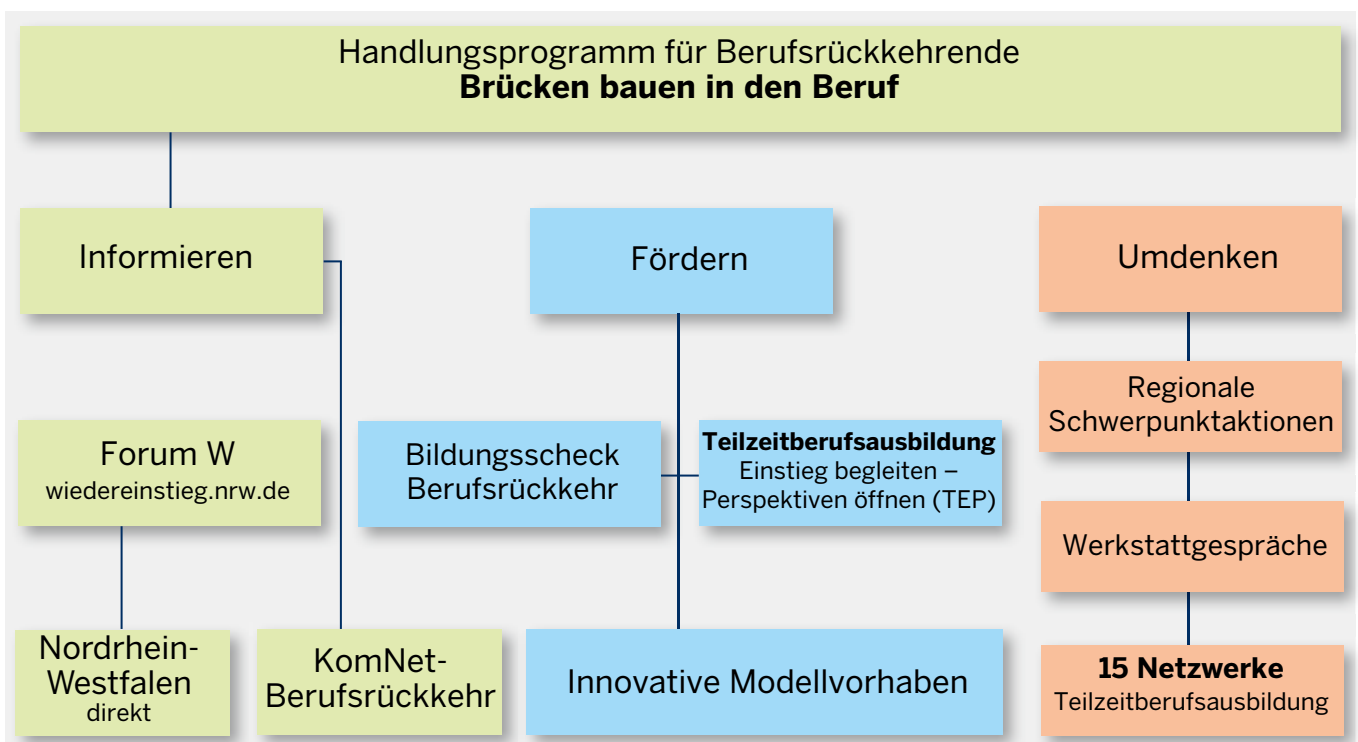 Handlungsprogramm für Berufsrückkehrende
Brücken bauen in den Beruf
Informieren
Fördern
Umdenken
Forum W
wiedereinstieg.nrw.de
Nordrhein-
Westfalen
direkt
KomNet-
Berufsrückkehr
Bildungsscheck
Berufsrückkehr
Teilzeitberufsausbildung
Einstieg begleiten –
Perspektiven öffnen (TEP)
Innovative Modellvorhaben
Regionale
Schwerpunktaktionen
Werkstattgespräche
15 Netzwerke
Teilzeitberufsausbildung